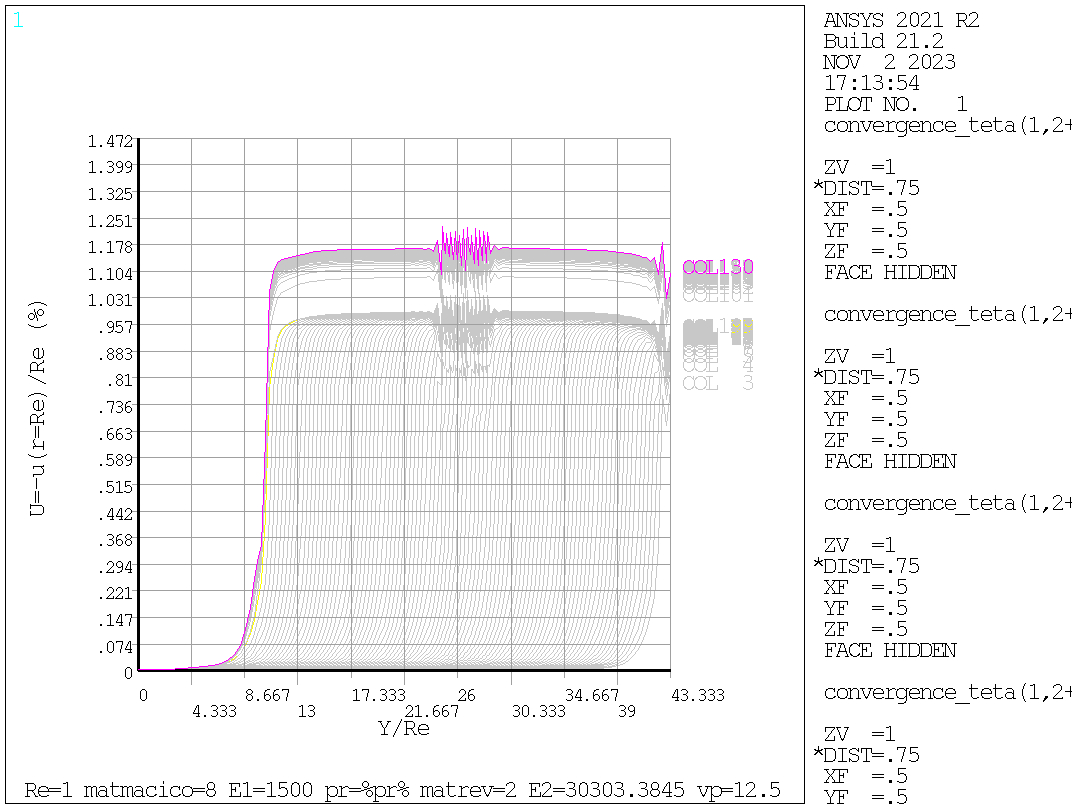 1
ANSYS 2021 R2
Build 21.2
NOV  2 2023
17:13:54
PLOT NO.   1
convergence_teta(1,2+
ZV  =1
*DIST=.75
XF  =.5
YF  =.5
ZF  =.5
FACE HIDDEN
convergence_teta(1,2+
ZV  =1
*DIST=.75
XF  =.5
YF  =.5
ZF  =.5
FACE HIDDEN
convergence_teta(1,2+
ZV  =1
*DIST=.75
XF  =.5
YF  =.5
ZF  =.5
FACE HIDDEN
convergence_teta(1,2+
ZV  =1
*DIST=.75
XF  =.5
YF  =.5
1.472
1.399
1.325
1.251
1.178
1.104
1.031
.957
.883
.81
.736
.663
.589
.515
.442
.368
.294
.221
.147
.074
0
U=-u(r=Re)/Re (%)
COL130
COL
COL 3
0 8.667 17.333 26 34.667 43.333
4.333 13 21.667 30.333 39
Y/Re
Re=1 matmacico=8 E1=1500 pr=%pr% matrev=2 E2=30303.3845 vp=12.5